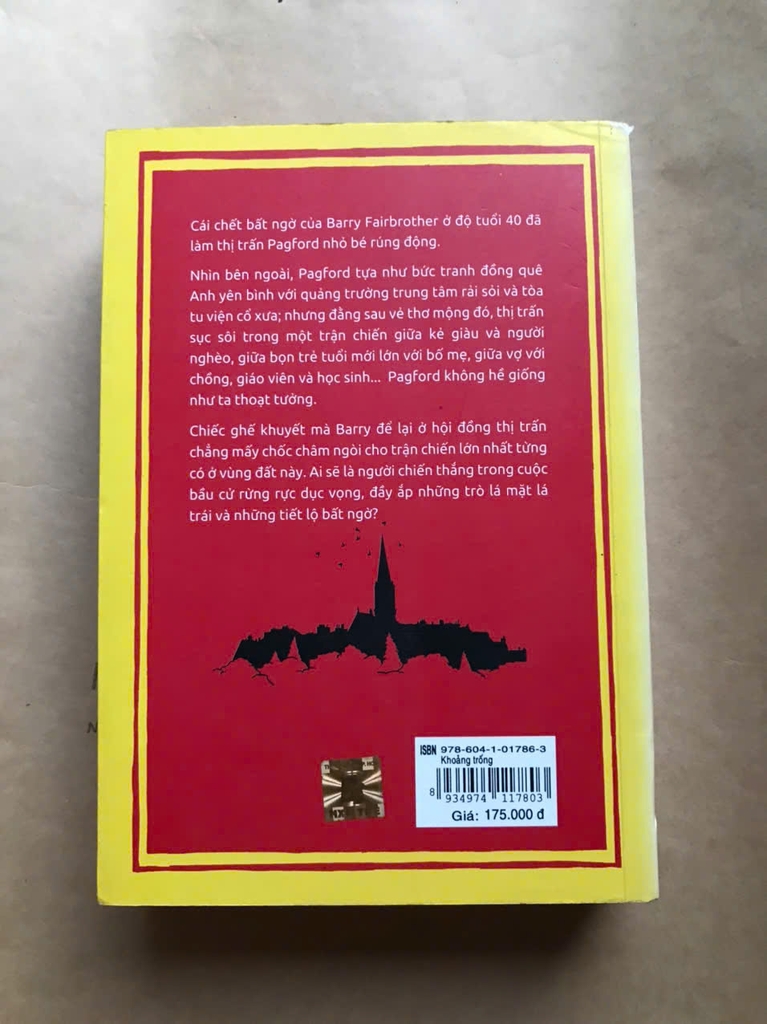 Cái chết bất ngờ của Barry Fairbrother ở độ tuổi 40 đã
làm thị trấn Pagford nhỏ bé rúng động.
Nhìn bên ngoài, Pagford tựa như bức tranh đồng quê
Anh yên bình với quảng trường trung tâm rải sỏi và tòa
tu viện cổ xưa; nhưng đằng sau vẻ thơ mộng đó, thị trấn
sục sôi trong một trận chiến giữa kẻ giàu và người
nghèo, giữa bọn trẻ tuổi mới lớn với bố mẹ, giữa vợ với
chồng, giáo viên và học sinh... Pagford không hề giống
như ta thoạt tưởng.
Chiếc ghế khuyết mà Barry để lại ở hội đồng thị trấn
chẳng mấy chốc châm ngòi cho trận chiến lớn nhất từng
có ở vùng đất này. Ai sẽ là người chiến thắng trong cuộc
bầu cử rừng rực dục vọng, đầy ắp những trò lá mặt lá
trái và những tiết lộ bất ngờ?
ISBN 978-604-1-01786-3
Khoảng trống
8 934974 117803
Giá: 175.000 đ